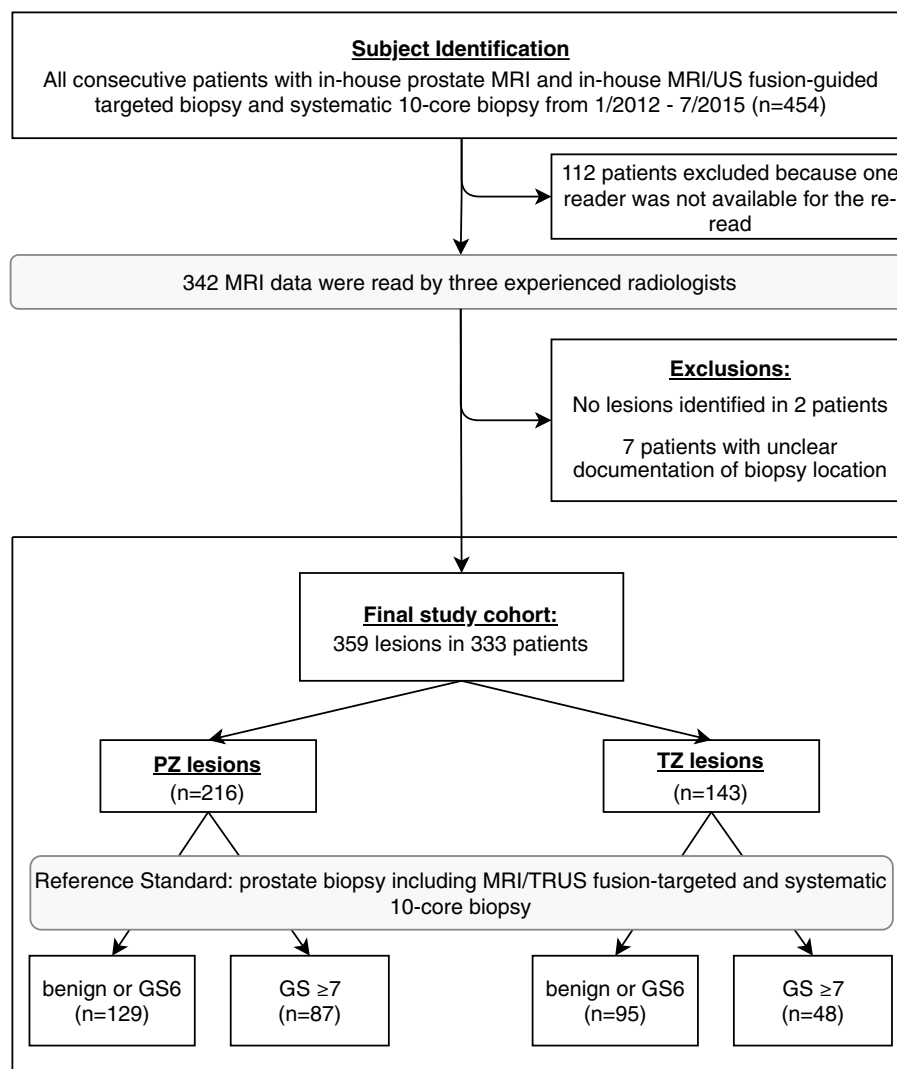 Subject Identification
All consecutive patients with in-house prostate MRI and in-house MRI/US fusion-guided
targeted biopsy and systematic 10-core biopsy from 1/2012 - 7/2015 (n=454)
112 patients excluded because one
reader was not available for the re-
read
342 MRI data were read by three experienced radiologists
Exclusions:
No lesions identified in 2 patients
7 patients with unclear
documentation of biopsy location
Final study cohort:
359 lesions in 333 patients
PZ lesions
(n=216)
TZ lesions
(n=143)
Reference Standard: prostate biopsy including MRI/TRUS fusion-targeted and systematic
10-core biopsy
benign or GS6
(n=129)
GS ≥7
(n=87)
benign or GS6
(n=95)
GS ≥7
(n=48)